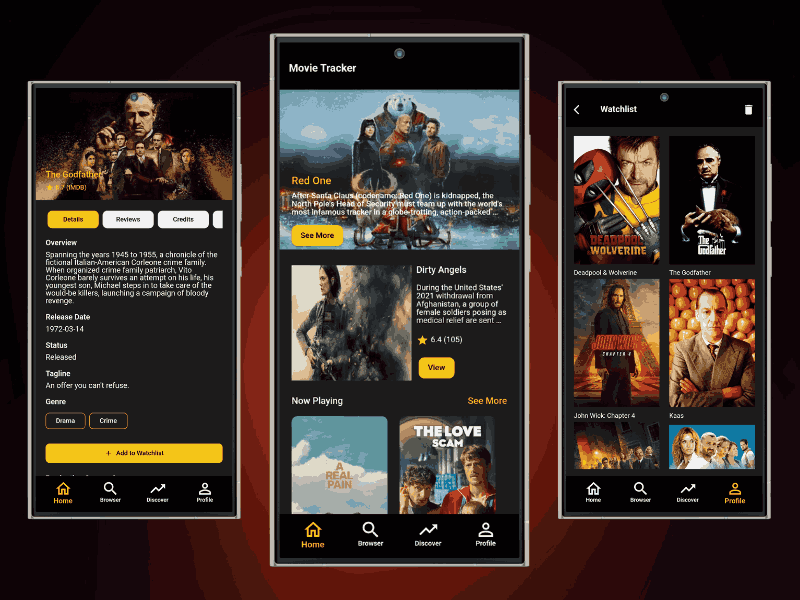 The Godfather
(IMDB)
Details
Reviews
Credits
Overview
Spanning the years 1945 to 1955, a chronicle of the
fictional Italian-American Corleone crime family.
When organized crime family patriarch, Vito
Corleone barely survives an attempt on his life, his
youngest son, Michael steps in to take care of the
would-be killers, launching a campaign of bloody
revenge.
Release Date
1972-03-14
Status
Released
Tagline
An offer you can't refuse.
Genre
Drama
Crime
+ Add to Watchlist
Home
Browser
Discover
Profile
Movie Tracker
Red One
After Santa Claus (codename: Red One) is kidnapped, the
North Pole's Head of Security must team up with the world's
most infamous tracker in a globe-trotting, action-packed ...
See More
Dirty Angels
During the United States'
2021 withdrawal from
Afghanistan, a group of
female soldiers posing as
medical relief are sent ...
6.4 (105)
View
Now Playing
See More
A
REAL
PAIN
THE LOVE
SCAM
Home
Browser
Discover
Profile
Watchlist
DEADPOOL
WOLVERINE
The
Godfather
Deadpool & Wolverine
The Godfather
JOHN WICK
CHAPTER 4
John Wick: Chapter 4
Kaas
Home
Browser
Discover
Profile